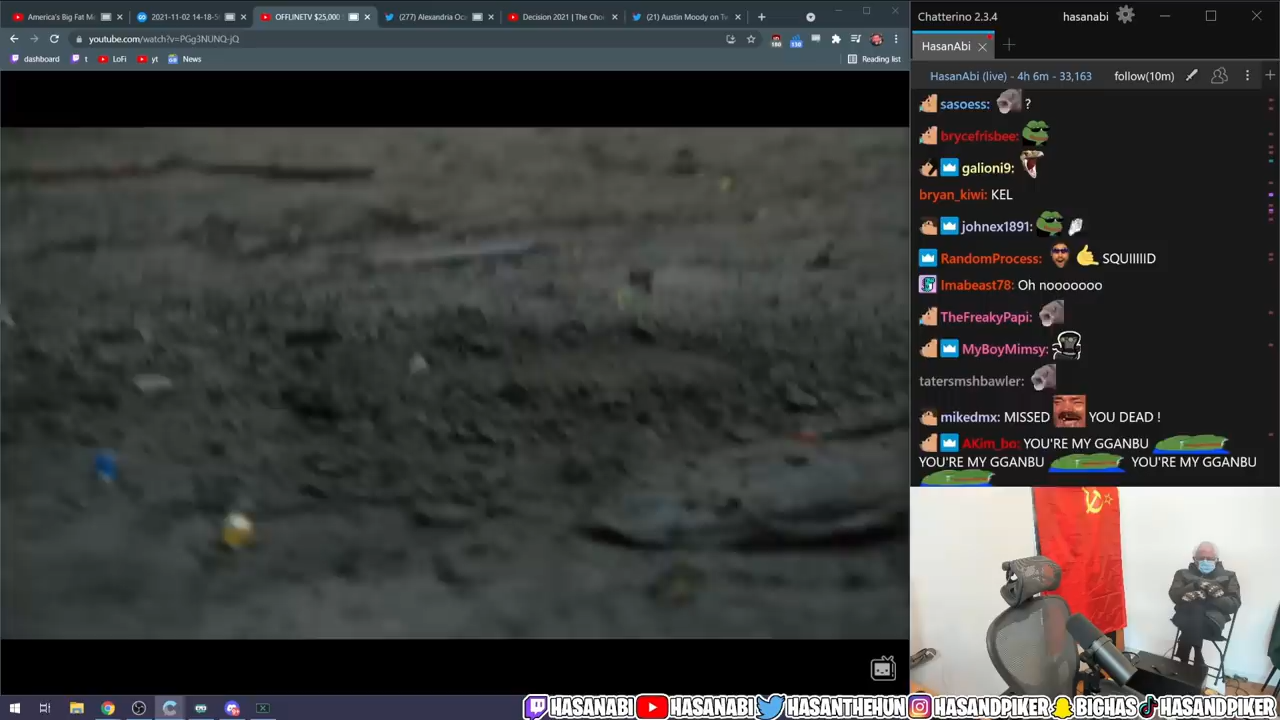 America's Big Fat M
2021-11-02 14-18-5
OFFLINETV $25,000
(277) Alexandria Oc
Decision 2021 | The Cho
(21) Austin Moody on Tw
youtube.com/watch?v=PGg3NUNQ-jQ
dashboard
t
LoFi
yt
News
Reading list
Chatterino 2.3.4
hasanabi
HasanAbi
HasanAbi (live) - 4h 6m - 33,163
follow(10m)
sasoess: ?
brycefrisbee:
galioni9:
bryan_kiwi: KEL
johnex1891:
RandomProcess: SQUIIIIID
Imabeast78: Oh nooooooo
TheFreakyPapi:
MyBoyMimsy:
tatersmshbawler:
mikedmx: MISSED YOU DEAD !
AKim_bo: YOU'RE MY GGANBU
YOU'RE MY GGANBU YOU'RE MY GGANBU
HASANABI HASANABI HASANTHEHUN HASANDPIKER BIGHAS HASANDPIKER